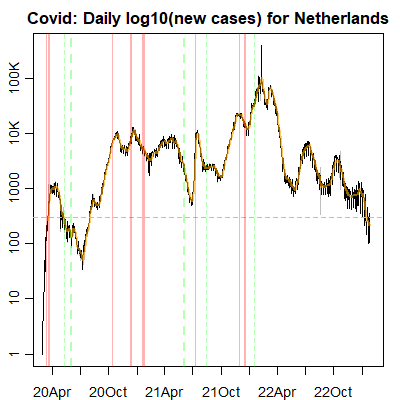 Covid: Daily log10(new cases) for Netherlands
100K
10K
1000
100
10
1
20Apr 20Oct 21Apr 21Oct 22Apr 22Oct